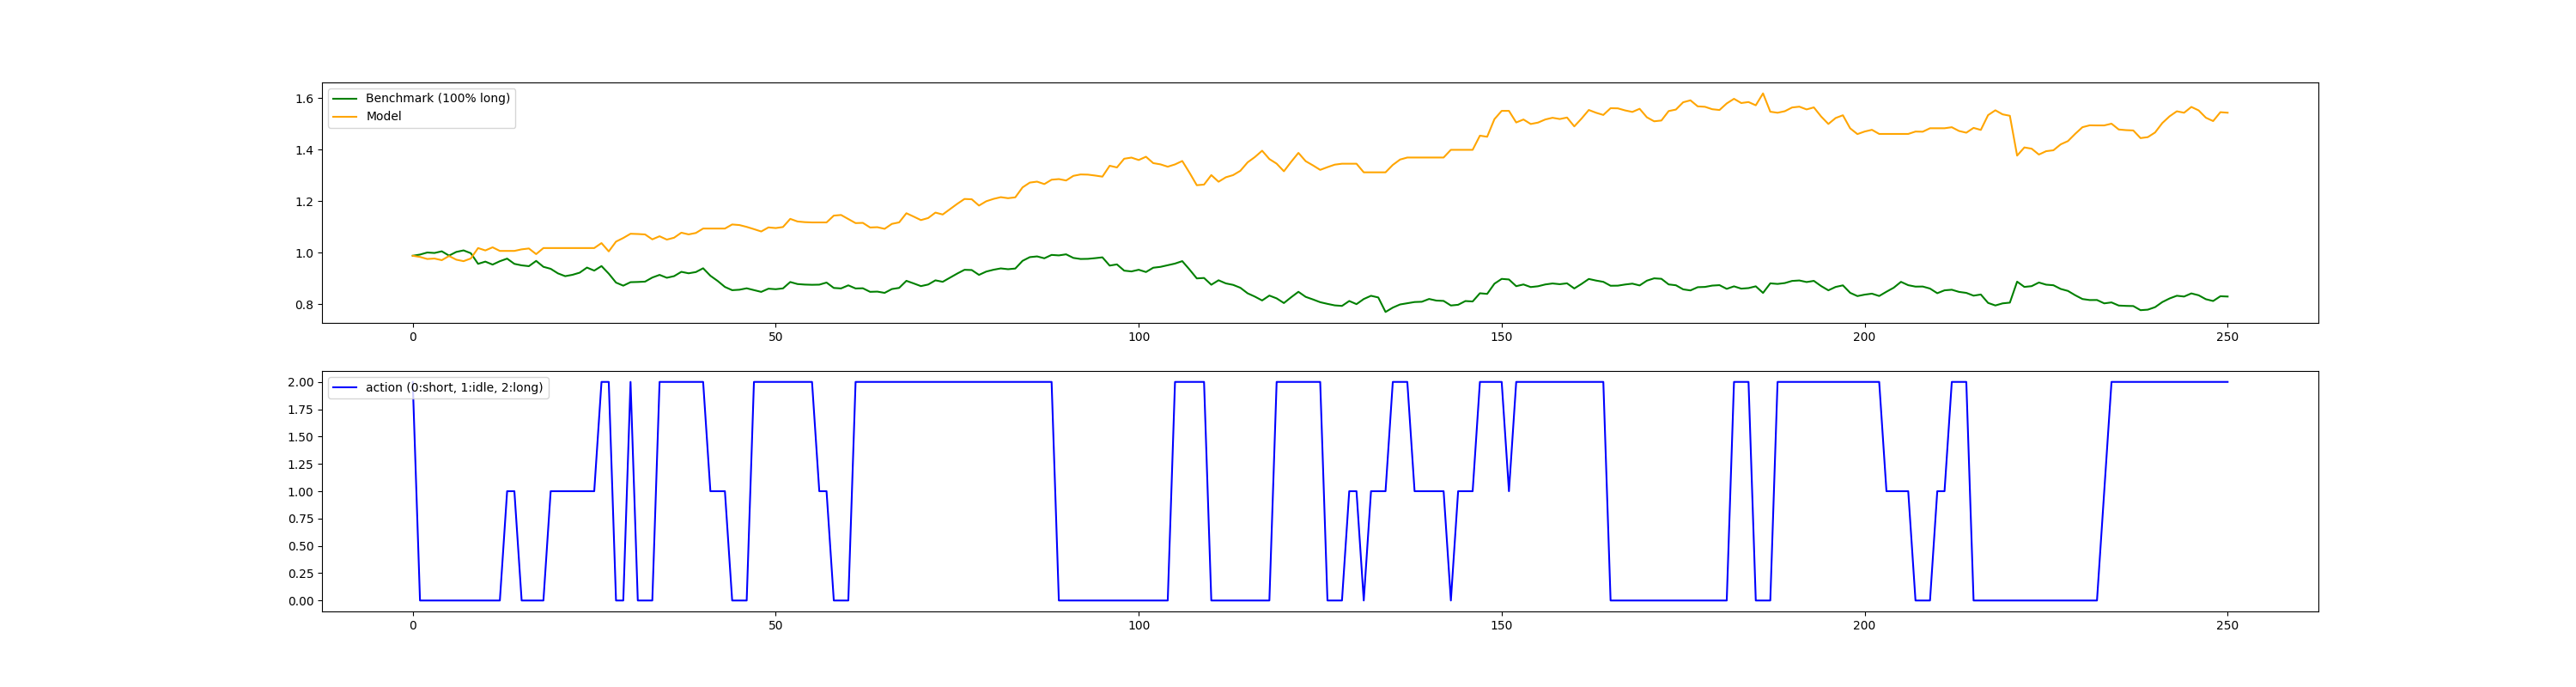 Benchmark (100% long)
Model
1.6
1.4
1.2
1.0
0.8
0 50 100 150 200 250
action (0:short, 1:idle, 2:long)
2.00
1.75
1.50
1.25
1.00
0.75
0.50
0.25
0.00
0 50 100 150 200 250